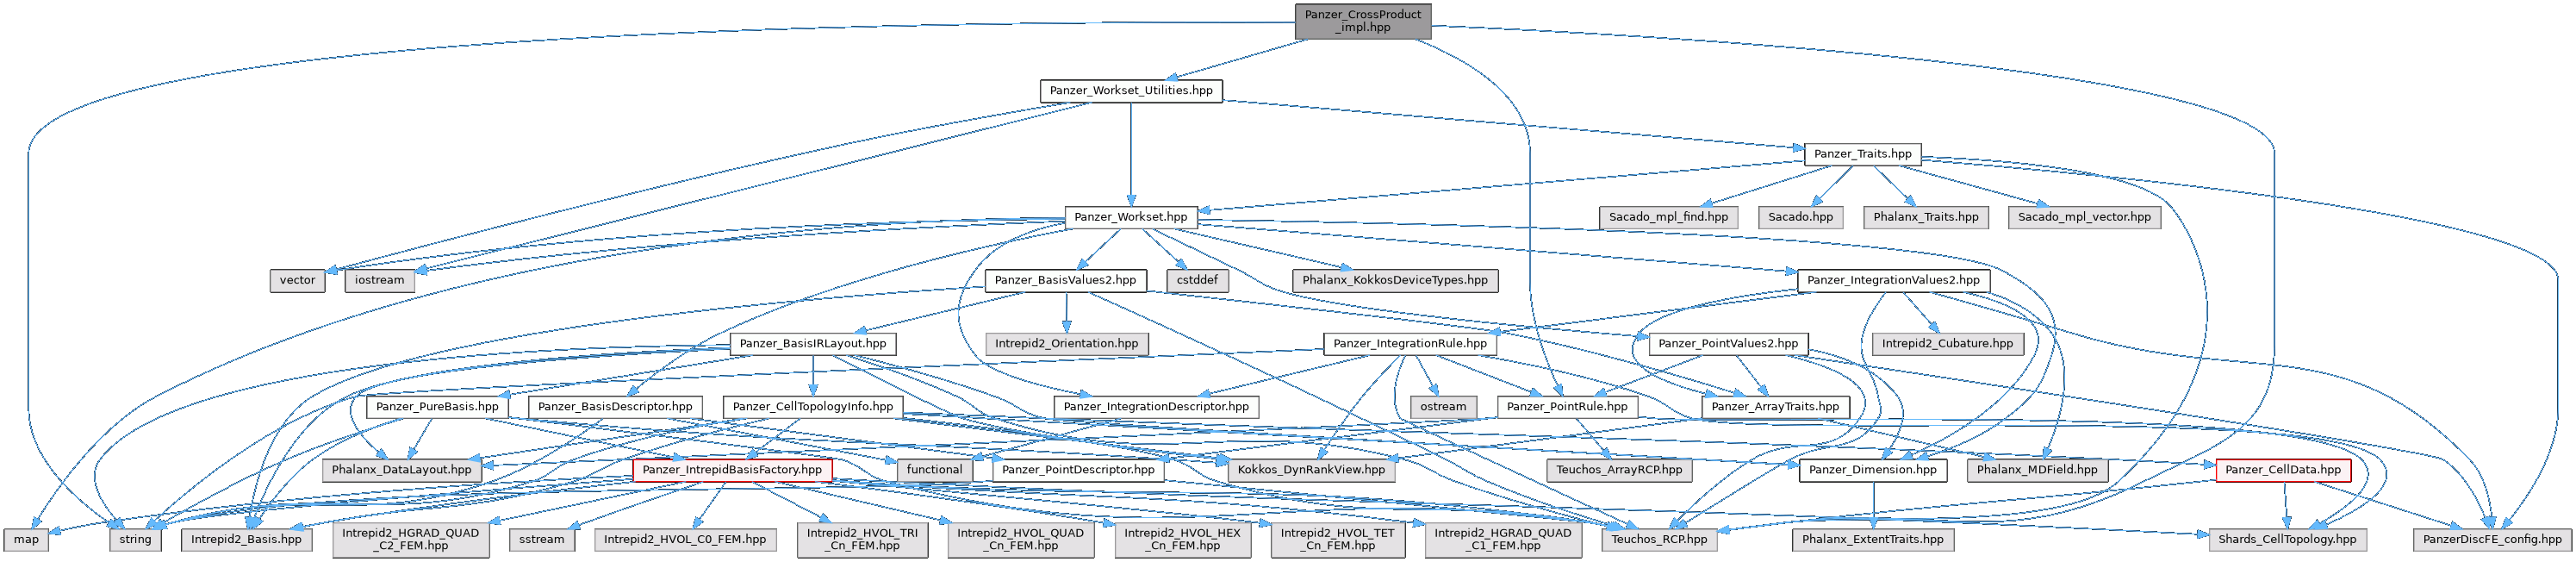 Panzer_CrossProduct
_impl.hpp
Panzer_Workset_Utilities.hpp
Panzer_Traits.hpp
Panzer_Workset.hpp
Sacado_mpl_find.hpp
Sacado.hpp
Phalanx_Traits.hpp
Sacado_mpl_vector.hpp
vector
iostream
Panzer_BasisValues2.hpp
cstddef
Phalanx_KokkosDeviceTypes.hpp
Panzer_IntegrationValues2.hpp
Panzer_BasisIRLayout.hpp
Intrepid2_Orientation.hpp
Panzer_IntegrationRule.hpp
Panzer_PointValues2.hpp
Intrepid2_Cubature.hpp
Panzer_PureBasis.hpp
Panzer_BasisDescriptor.hpp
Panzer_CellTopologyInfo.hpp
Panzer_IntegrationDescriptor.hpp
ostream
Panzer_PointRule.hpp
Panzer_ArrayTraits.hpp
Phalanx_DataLayout.hpp
Panzer_IntrepidBasisFactory.hpp
functional
Panzer_PointDescriptor.hpp
Kokkos_DynRankView.hpp
Teuchos_ArrayRCP.hpp
Panzer_Dimension.hpp
Phalanx_MDField.hpp
Panzer_CellData.hpp
map
string
Intrepid2_Basis.hpp
Intrepid2_HGRAD_QUAD
_C2_FEM.hpp
sstream
Intrepid2_HVOL_C0_FEM.hpp
Intrepid2_HVOL_TRI
_Cn_FEM.hpp
Intrepid2_HVOL_QUAD
_Cn_FEM.hpp
Intrepid2_HVOL_HEX
_Cn_FEM.hpp
Intrepid2_HVOL_TET
_Cn_FEM.hpp
Intrepid2_HGRAD_QUAD
_C1_FEM.hpp
Teuchos_RCP.hpp
Phalanx_ExtentTraits.hpp
Shards_CellTopology.hpp
PanzerDiscFE_config.hpp